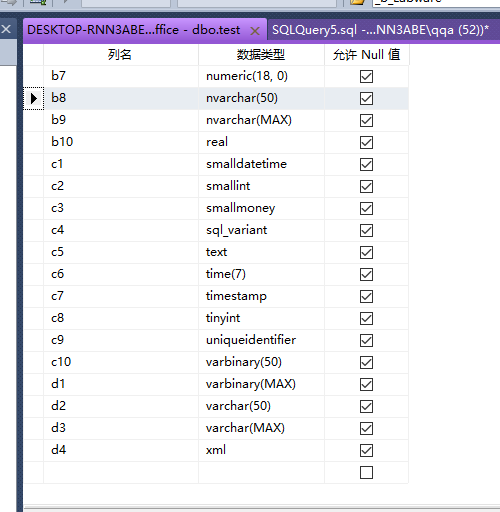 DESKTOP-RNN3ABE...ffice - dbo.test SQLQuery5.sql -...NN3ABE\qqa (52))*
列名 数据类型 允许 Null 值
b7 numeric(18, 0)
b8 nvarchar(50)
b9 nvarchar(MAX)
b10 real
c1 smalldatetime
c2 smallint
c3 smallmoney
c4 sql_variant
c5 text
c6 time(7)
c7 timestamp
c8 tinyint
c9 uniqueidentifier
c10 varbinary(50)
d1 varbinary(MAX)
d2 varchar(50)
d3 varchar(MAX)
d4 xml